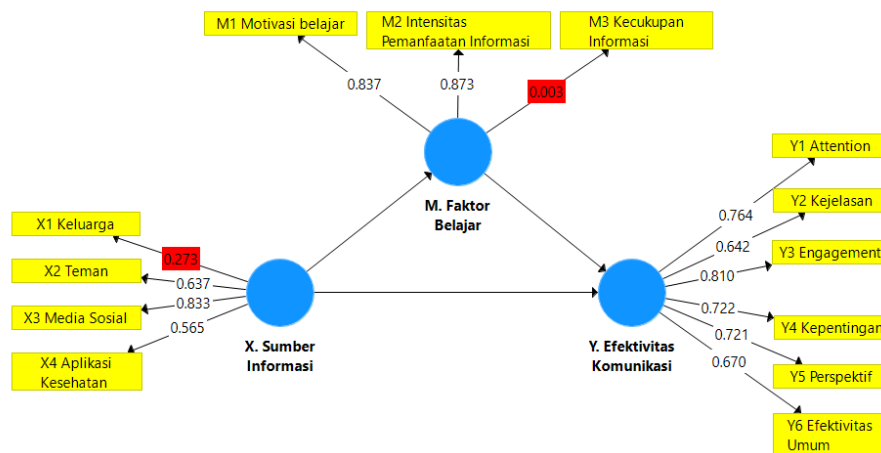 M1 Motivasi belajar
M2 Intensitas
Pemanfaatan Informasi
M3 Kecukupan
Informasi
0.837
0.873
0.003
M. Faktor
Belajar
X1 Keluarga
X2 Teman
X3 Media Sosial
X4 Aplikasi
Kesehatan
0.273
0.637
0.833
0.565
X. Sumber
Informasi
Y. Efektivitas
Komunikasi
0.764
0.642
0.810
0.722
0.721
0.670
Y1 Attention
Y2 Kejelasan
Y3 Engagement
Y4 Kepentingan
Y5 Perspektif
Y6 Efektivitas
Umum